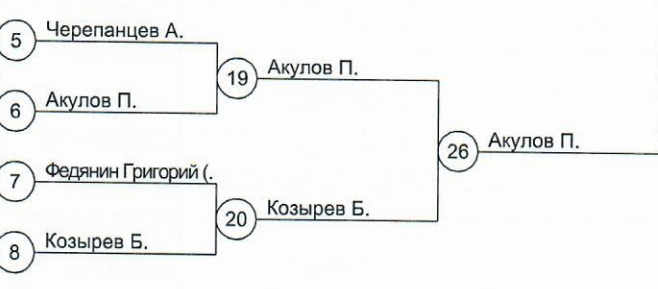 5 Черепанцев А.
19 Акулов П.
6 Акулов П.
26 Акулов П.
7 Федянин Григорий (.
20 Козырев Б.
8 Козырев Б.